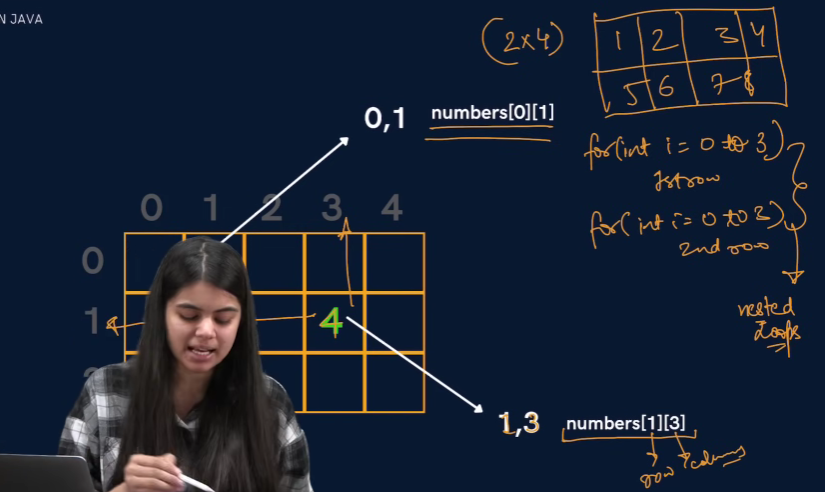 N JAVA
(2x4)
1 2 3 4
5 6 7 8
0,1 numbers[0][1]
for(int i = 0 to 3)
1st row
for(int i = 0 to 3)
2nd row
nested
loops
0 1 2 3 4
0
1 4
1,3 numbers[1][3]
row column